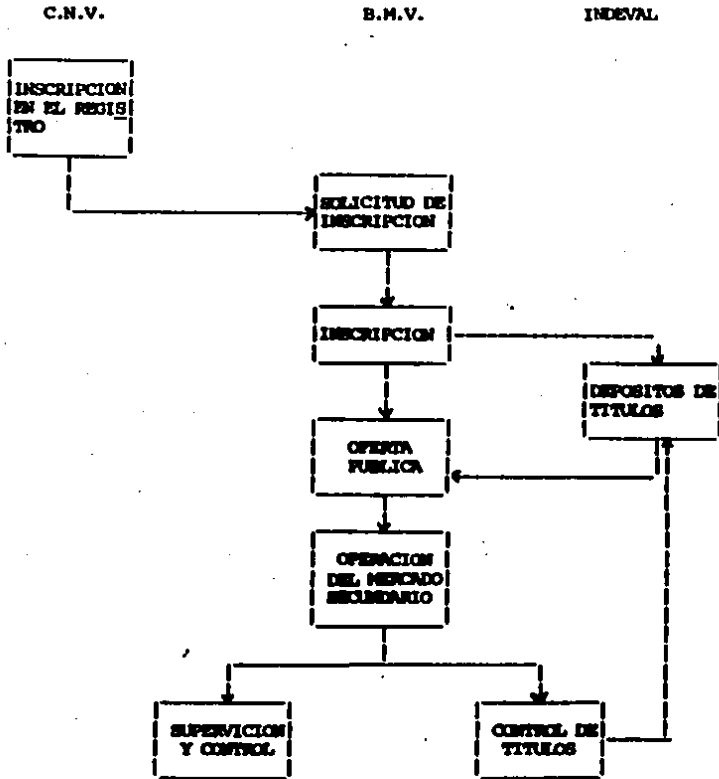 C.N.V. B.M.V. INDEVAL
INSCRIPCION
EN EL REGIS
TRO
SOLICITUD DE
INSCRIPCION
INSCRIPCION
DEPOSITOS DE
TITULOS
OFERTA
PUBLICA
OPERACION
DEL MERCADO
SECUNDARIO
SUPERVICION
Y CONTROL
CONTROL DE
TITULOS